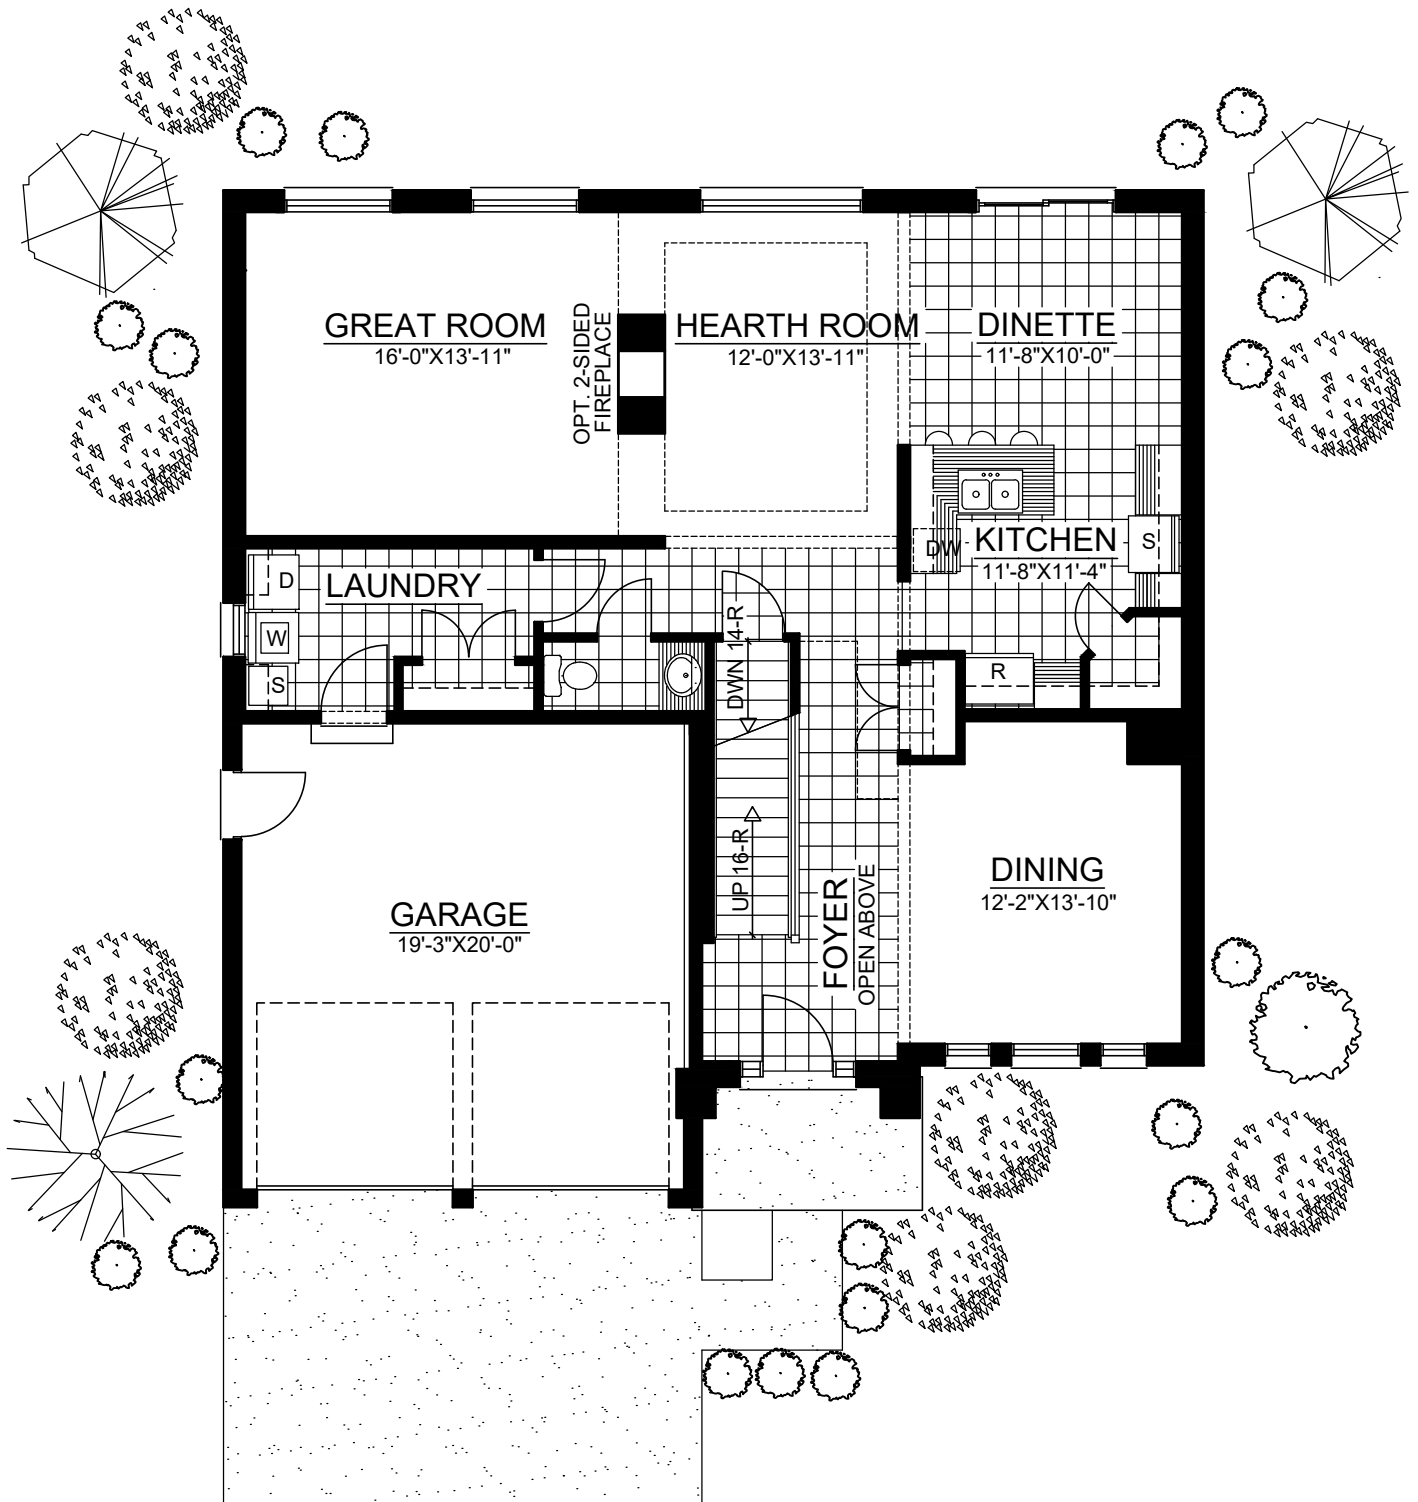 GREAT ROOM
16'-0"X13'-11"
OPT. 2-SIDED
FIREPLACE
HEARTH ROOM
12'-0"X13'-11"
DINETTE
11'-8"X10'-0"
DW
KITCHEN
11'-8"X11'-4"
S
D
LAUNDRY
W
S
DWN 14-R
R
UP 16-R
GARAGE
19'-3"X20'-0"
FOYER
OPEN ABOVE
DINING
12'-2"X13'-10"